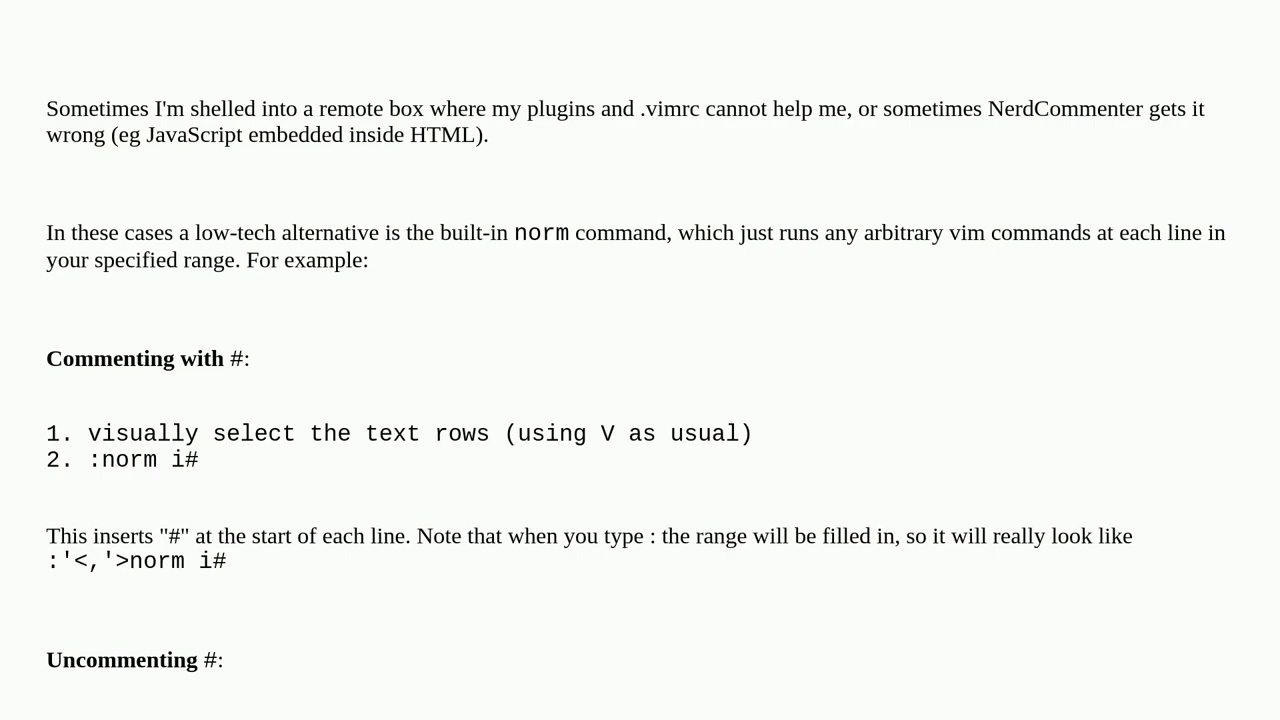 Sometimes I'm shelled into a remote box where my plugins and .vimrc cannot help me, or sometimes NerdCommenter gets it
wrong (eg JavaScript embedded inside HTML).
In these cases a low-tech alternative is the built-in norm command, which just runs any arbitrary vim commands at each line in
your specified range. For example:
Commenting with #:
1. visually select the text rows (using V as usual)
2. :norm i#
This inserts "#" at the start of each line. Note that when you type : the range will be filled in, so it will really look like
:'<,'>norm i#
Uncommenting #: